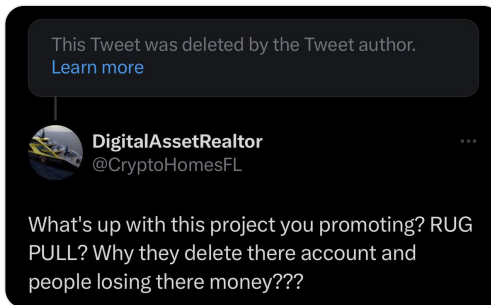 This Tweet was deleted by the Tweet author.
Learn more
DigitalAssetRealtor
@CryptoHomesFL
What's up with this project you promoting? RUG
PULL? Why they delete there account and
people losing there money???